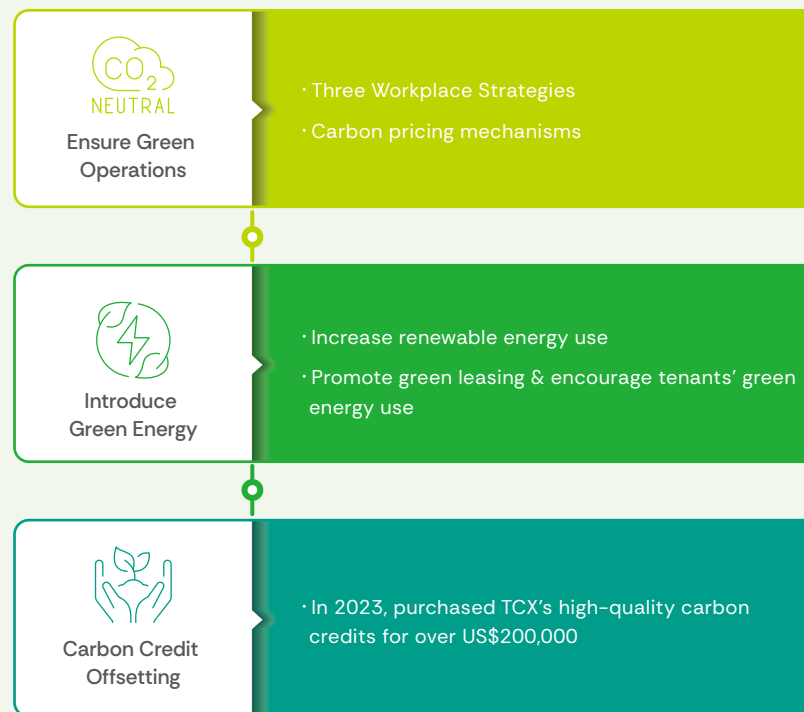 CO2
NEUTRAL
Ensure Green
Operations
· Three Workplace Strategies
· Carbon pricing mechanisms
Introduce
Green Energy
· Increase renewable energy use
· Promote green leasing & encourage tenants’ green
energy use
Carbon Credit
Offsetting
· In 2023, purchased TCX’s high-quality carbon
credits for over US$200,000